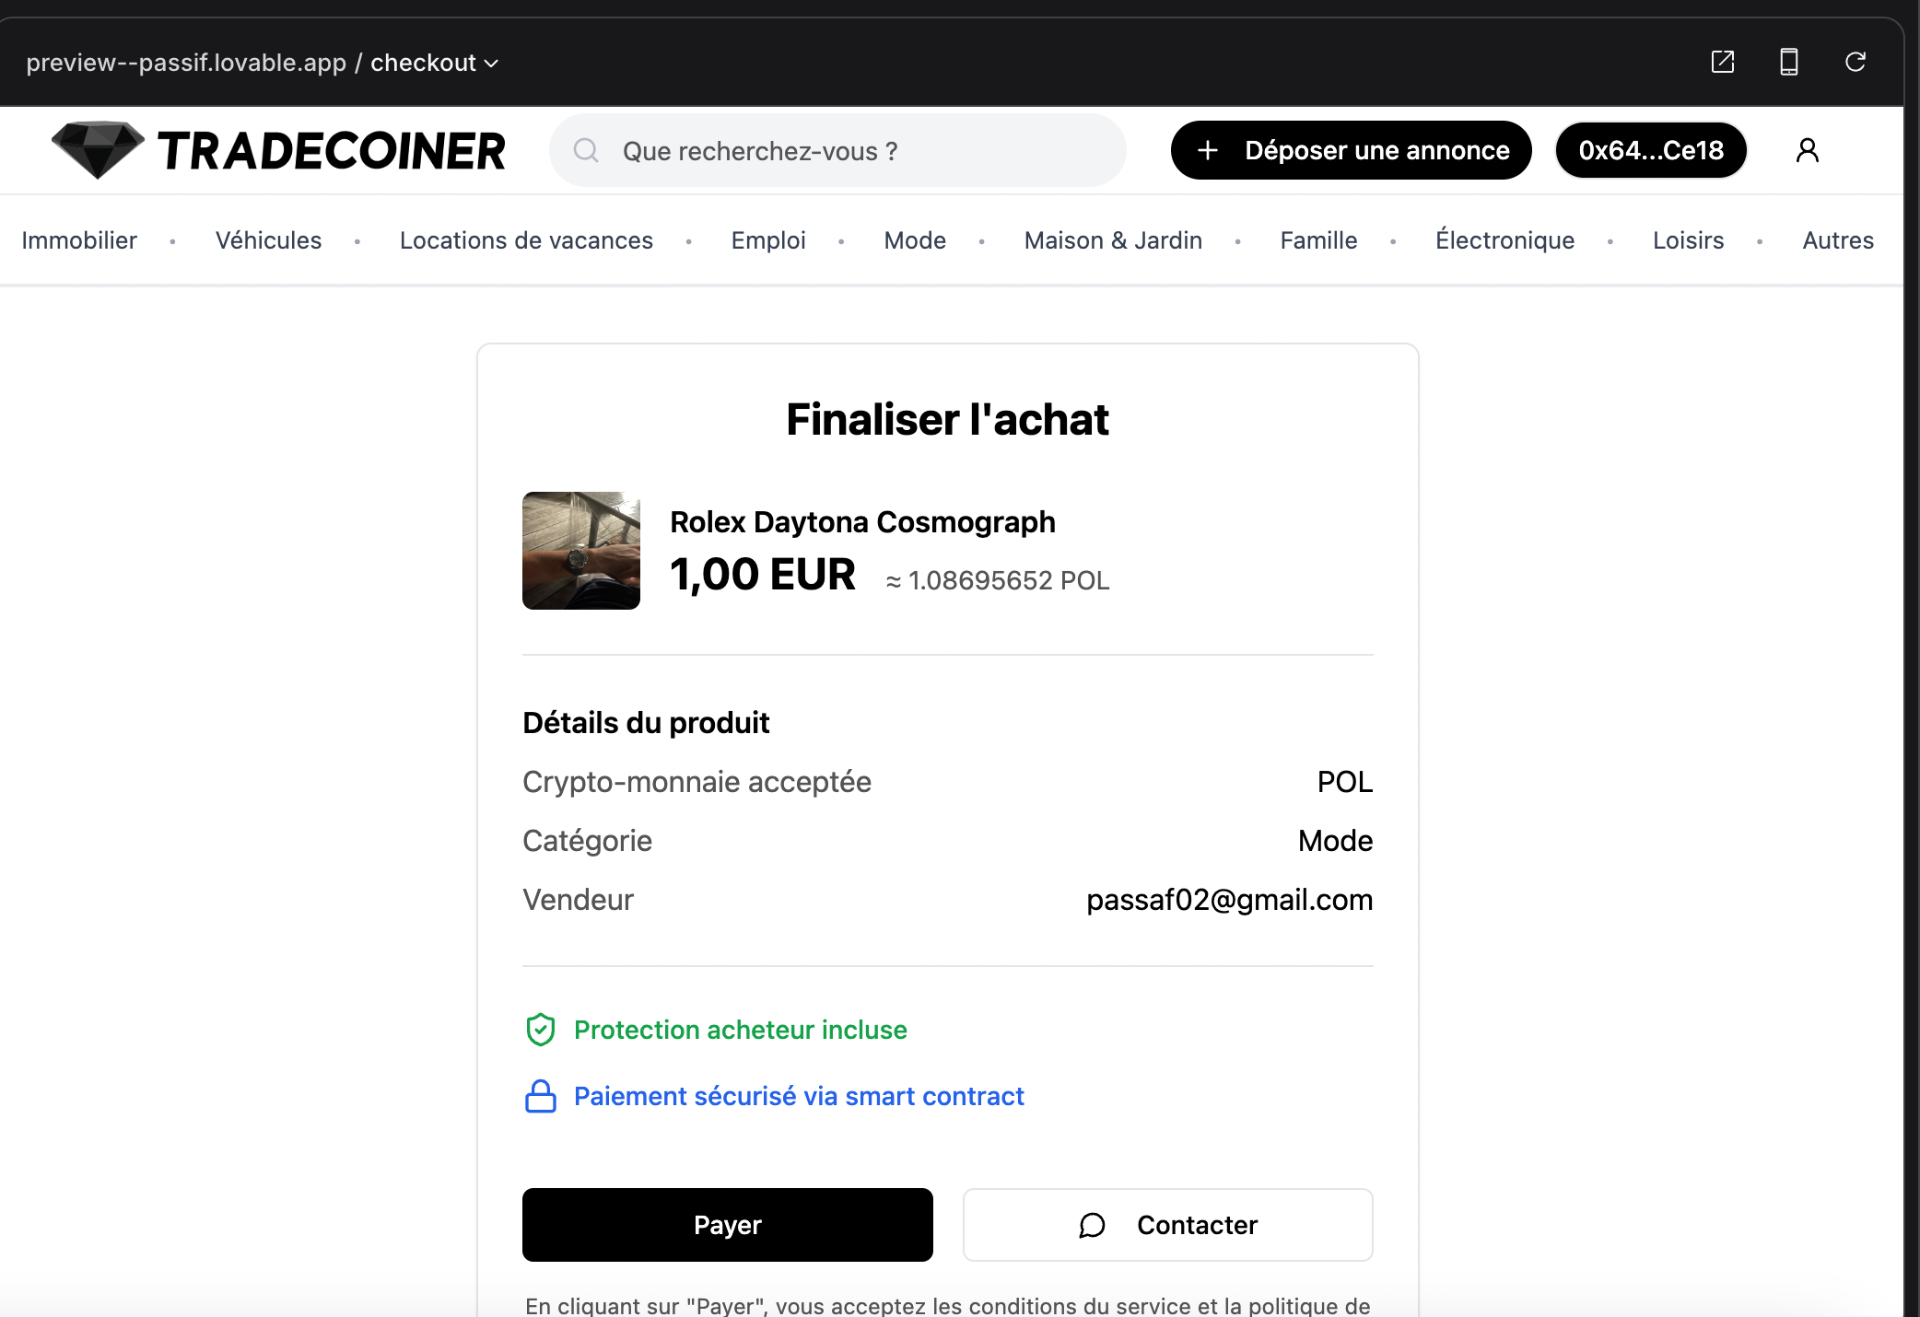 preview--passif.lovable.app / checkout
TRADECOINER
Que recherchez-vous ?
+ Déposer une annonce
0x64...Ce18
Immobilier • Véhicules • Locations de vacances • Emploi • Mode • Maison & Jardin • Famille • Électronique • Loisirs • Autres
Finaliser l'achat
Rolex Daytona Cosmograph
1,00 EUR ≈ 1.08695652 POL
Détails du produit
Crypto-monnaie acceptée POL
Catégorie Mode
Vendeur passaf02@gmail.com
Protection acheteur incluse
Paiement sécurisé via smart contract
Payer
Contacter
En cliquant sur "Payer", vous acceptez les conditions du service et la politique de